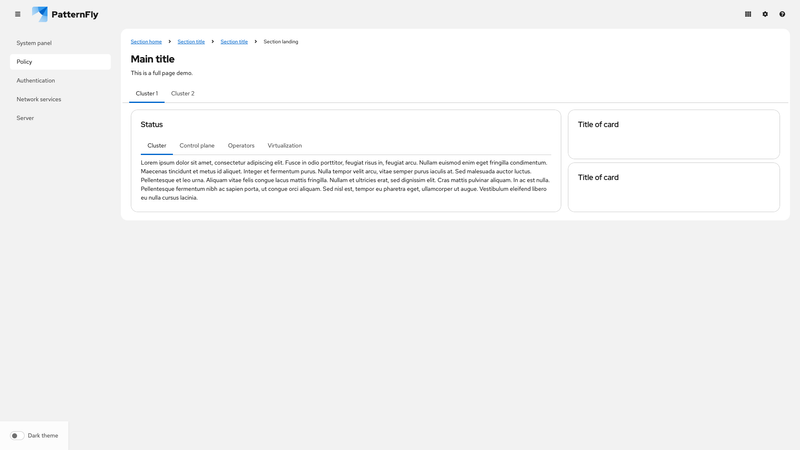 PatternFly
System panel
Policy
Authentication
Network services
Server
Section home > Section title > Section title > Section landing
Main title
This is a full page demo.
Cluster 1 Cluster 2
Status
Cluster Control plane Operators Virtualization
Lorem ipsum dolor sit amet, consectetur adipiscing elit. Fusce in odio porttitor, feugiat risus in, feugiat arcu. Nullam euismod enim eget fringilla condimentum.
Maecenas tincidunt et metus id aliquet. Integer et fermentum purus. Nulla tempor velit arcu, vitae semper purus iaculis at. Sed malesuada auctor luctus.
Pellentesque et leo urna. Aliquam vitae felis congue lacus mattis fringilla. Nullam et ultricies erat, sed dignissim elit. Cras mattis pulvinar aliquam. In ac est nulla.
Pellentesque fermentum nibh ac sapien porta, ut congue orci aliquam. Sed nisl est, tempor eu pharetra eget, ullamcorper ut augue. Vestibulum eleifend libero
eu nulla cursus lacinia.
Title of card
Title of card
Dark theme